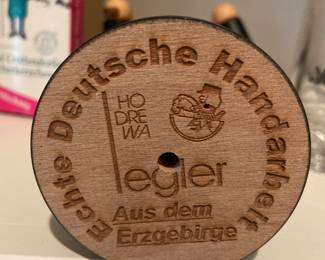 Echte Deutsche Handarbeit
HO
DRE
WA
legler
Aus dem
Erzgebirge